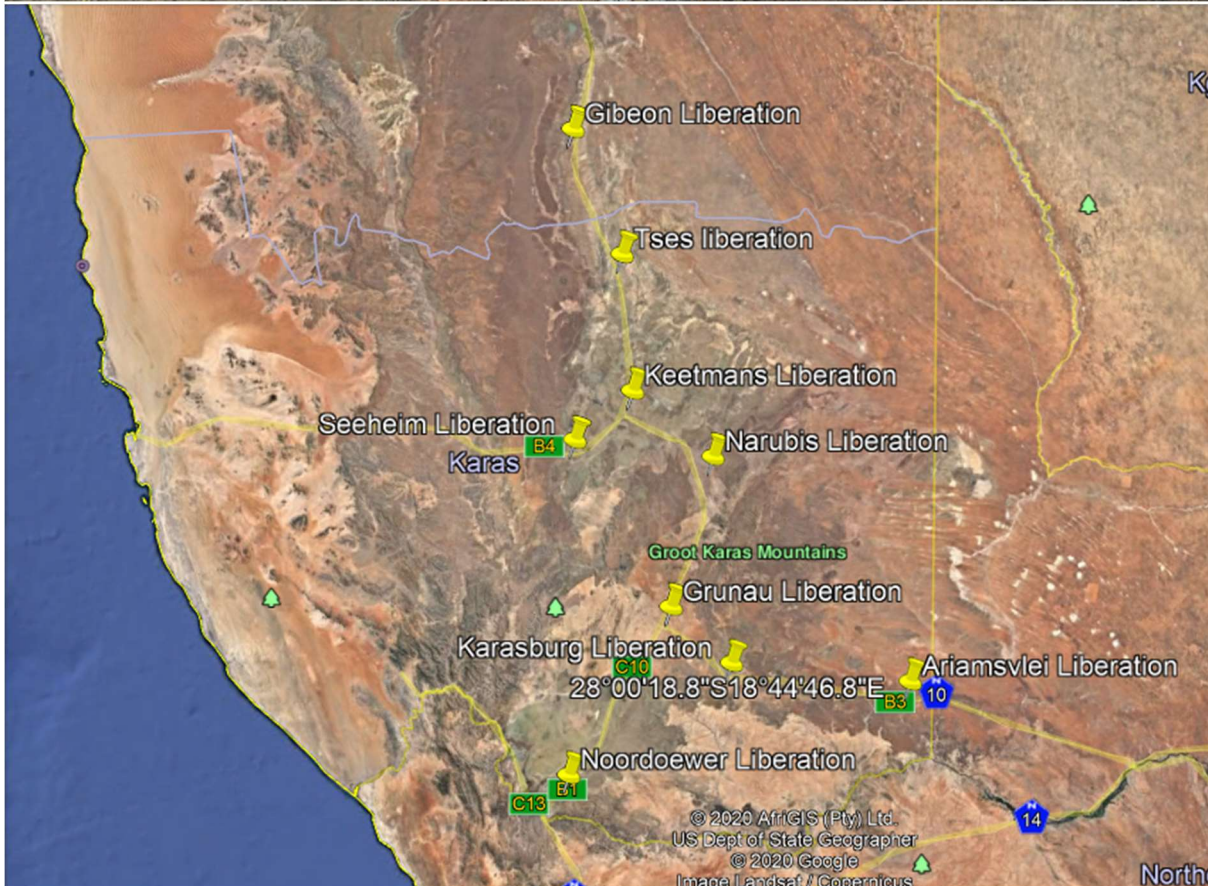 Gibeon Liberation
Tses liberation
Keetmans Liberation
Seeheim Liberation
B4
Narubis Liberation
Karas
Groot Karas Mountains
Grunau Liberation
Karasburg Liberation
C10
Ariamsvlei Liberation
28°00'18.8"S18°44'46.8"E
B3
N
10
Noordoewer Liberation
B1
C13
© 2020 AfriGIS (Pty) Ltd.
N
14
US Dept of State Geographer
© 2020 Google
Image Landsat / Copernicus